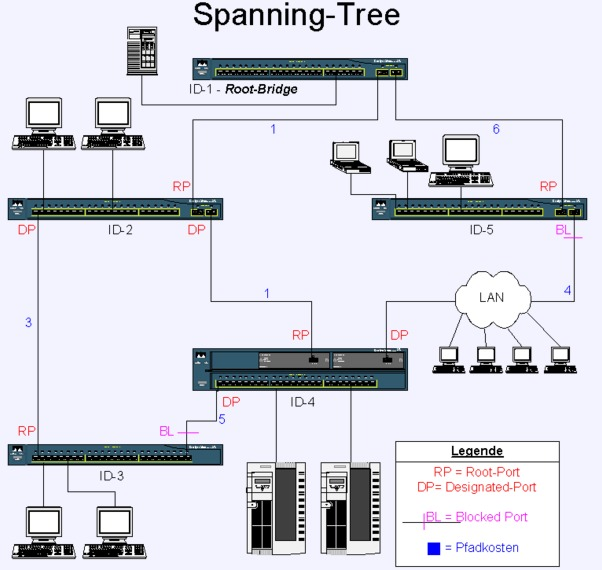 Spanning-Tree
ID-1 - Root-Bridge
1
6
RP
RP
DP
ID-2
DP
ID-5
BL
4
LAN
1
3
RP
DP
ID-4
DP
5
RP
BL
ID-3
Legende
RP = Root-Port
DP= Designated-Port
BL = Blocked Port
= Pfadkosten